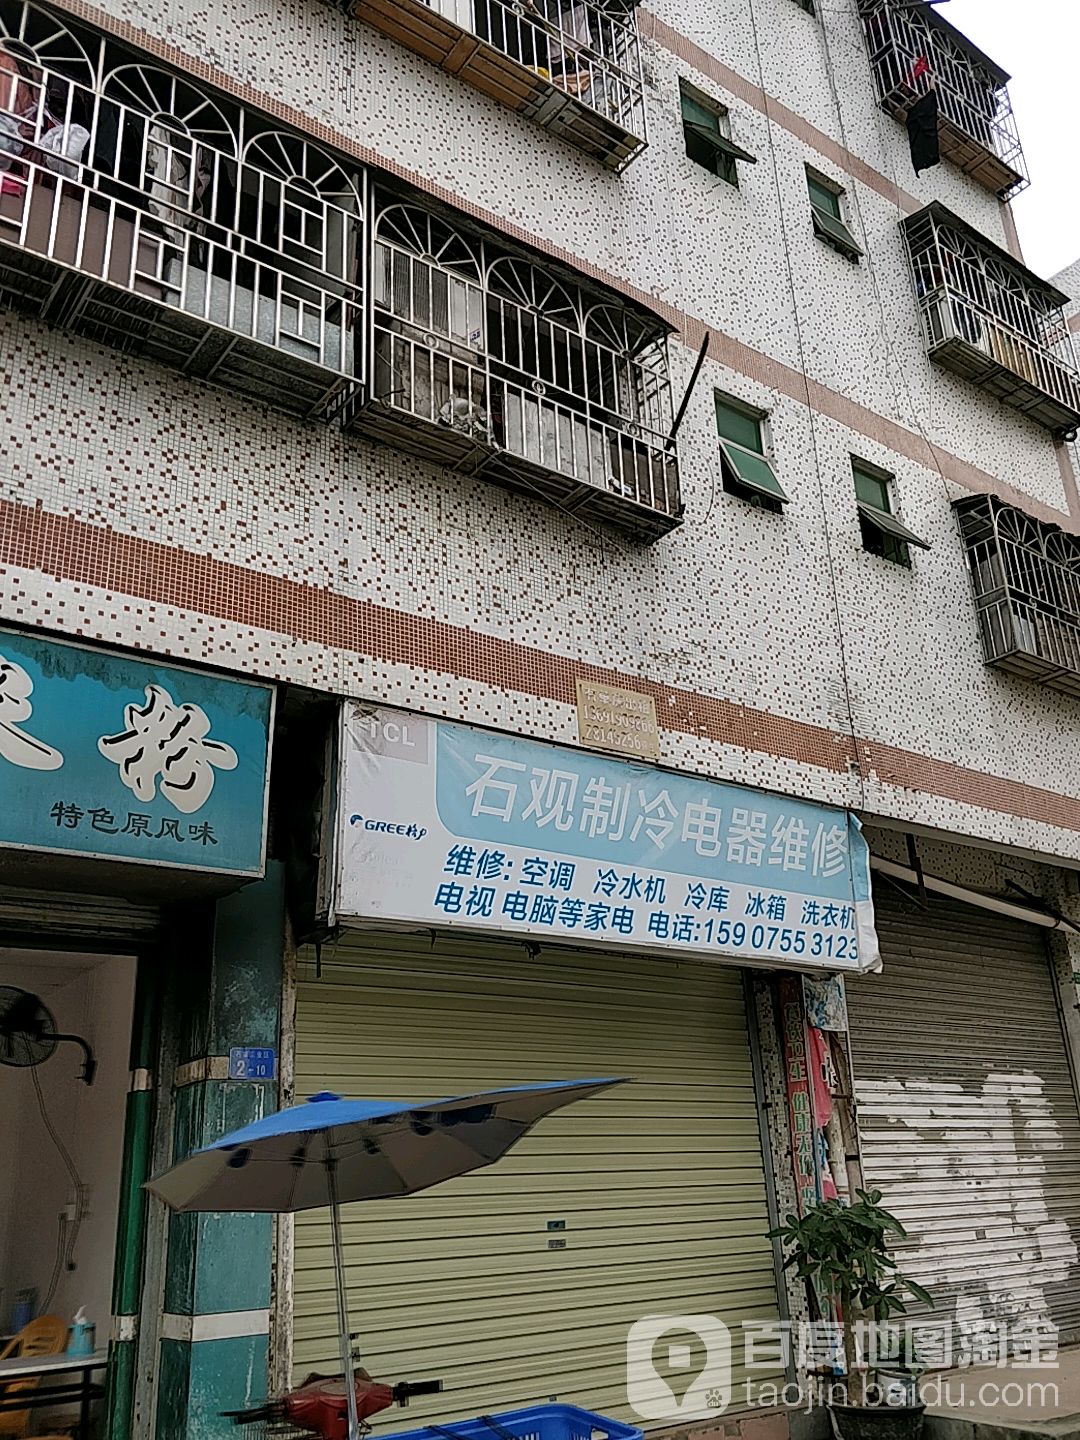 粉
特色原风味
TCL
GREE格力
石观制冷电器维修
维修: 空调 冷水机 冷库 冰箱 洗衣机
电视 电脑等家电 电话:159 0755 3123
28145256
2-10
百度地图淘金
taojin.baidu.com